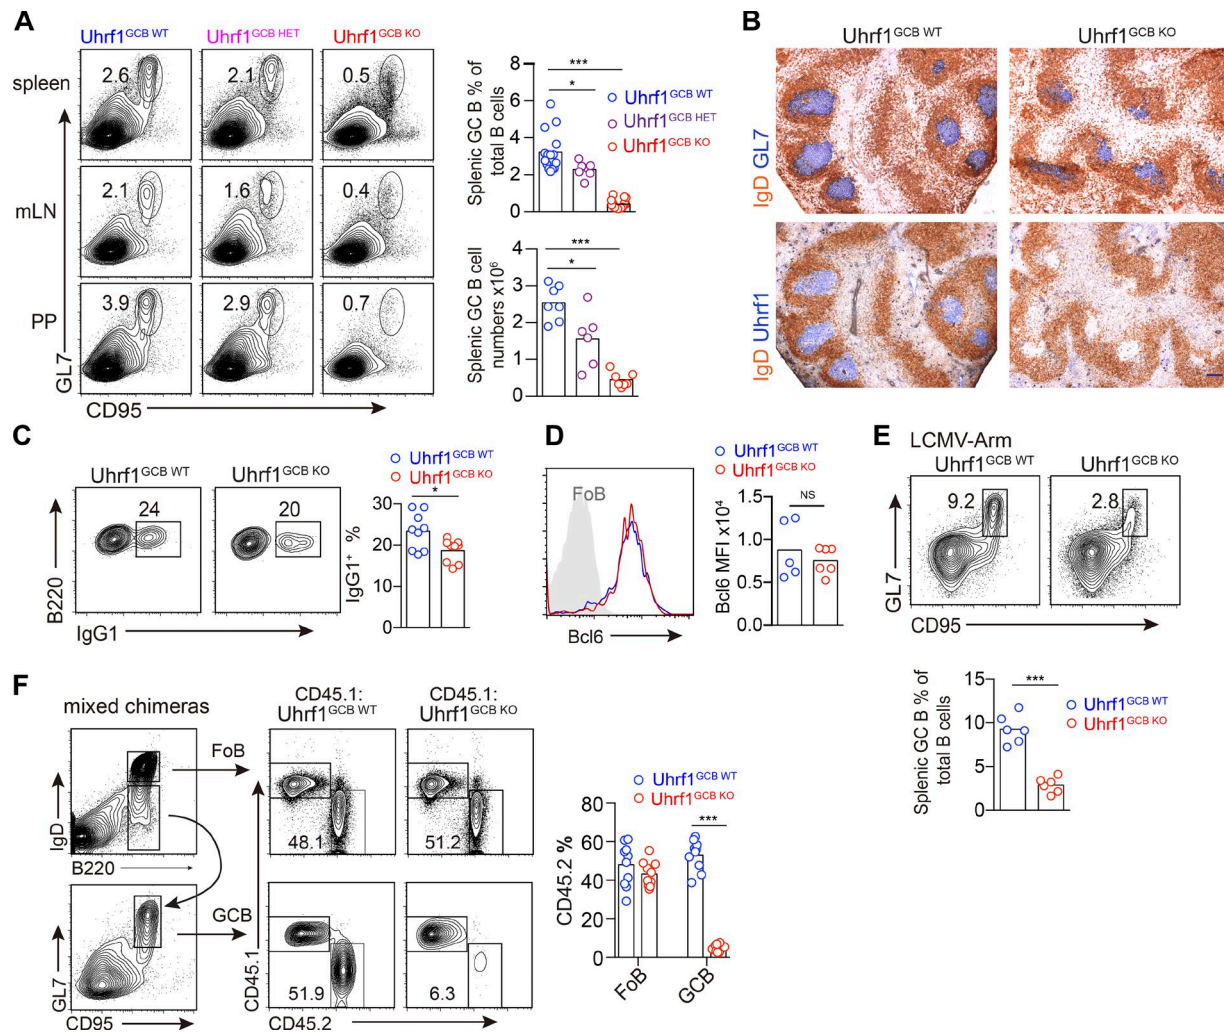 A
Uhrf1GCB WT Uhrf1GCB HET Uhrf1GCB KO
spleen
2.6 2.1 0.5
mLN
2.1 1.6 0.4
PP
3.9 2.9 0.7
GL7
CD95
Splenic GC B % of
total B cells
8
6
4
2
0
***
*
Uhrf1GCB WT
Uhrf1GCB HET
Uhrf1GCB KO
Splenic GC B cell
numbers x10⁶
4
3
2
1
0
***
*
B
Uhrf1GCB WT Uhrf1GCB KO
IgD GL7
IgD Uhrf1
C
Uhrf1GCB WT Uhrf1GCB KO
24 20
B220
IgG1
Uhrf1GCB WT
Uhrf1GCB KO
*
IgG1⁺ %
30
20
10
0
D
FoB
Bcl6
Uhrf1GCB WT
Uhrf1GCB KO
NS
Bcl6 MFI x10⁴
1.5
1.0
0.5
0.0
E
LCMV-Arm
Uhrf1GCB WT Uhrf1GCB KO
9.2 2.8
GL7
CD95
Splenic GC B % of
total B cells
15
10
5
0
***
Uhrf1GCB WT
Uhrf1GCB KO
F
mixed chimeras
CD45.1: CD45.1:
Uhrf1GCB WT Uhrf1GCB KO
FoB
IgD
B220
48.1 51.2
GCB
GL7
CD95
CD45.1
51.9 6.3
CD45.2
Uhrf1GCB WT
Uhrf1GCB KO
***
CD45.2 %
80
60
40
20
0
FoB GCB